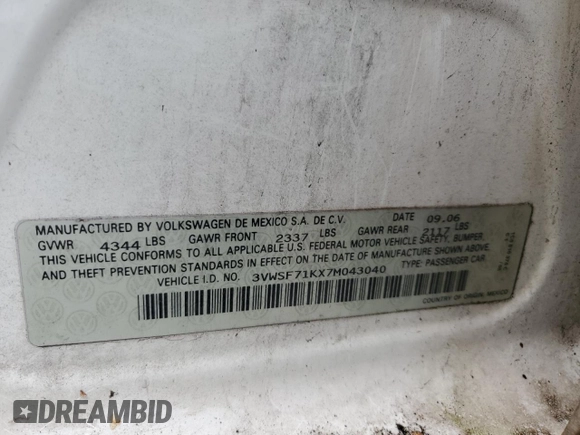 MANUFACTURED BY VOLKSWAGEN DE MEXICO S.A. DE C.V. DATE 09.06
GVWR 4344 LBS GAWR FRONT 2337 LBS GAWR REAR 2117 LBS
THIS VEHICLE CONFORMS TO ALL APPLICABLE U.S. FEDERAL MOTOR VEHICLE SAFETY, BUMPER,
AND THEFT PREVENTION STANDARDS IN EFFECT ON THE DATE OF MANUFACTURE SHOWN ABOVE.
VEHICLE I.D. NO. 3VWSF71KX7M043040 TYPE: PASSENGER CAR
COUNTRY OF ORIGIN: MEXICO
DREAMBID